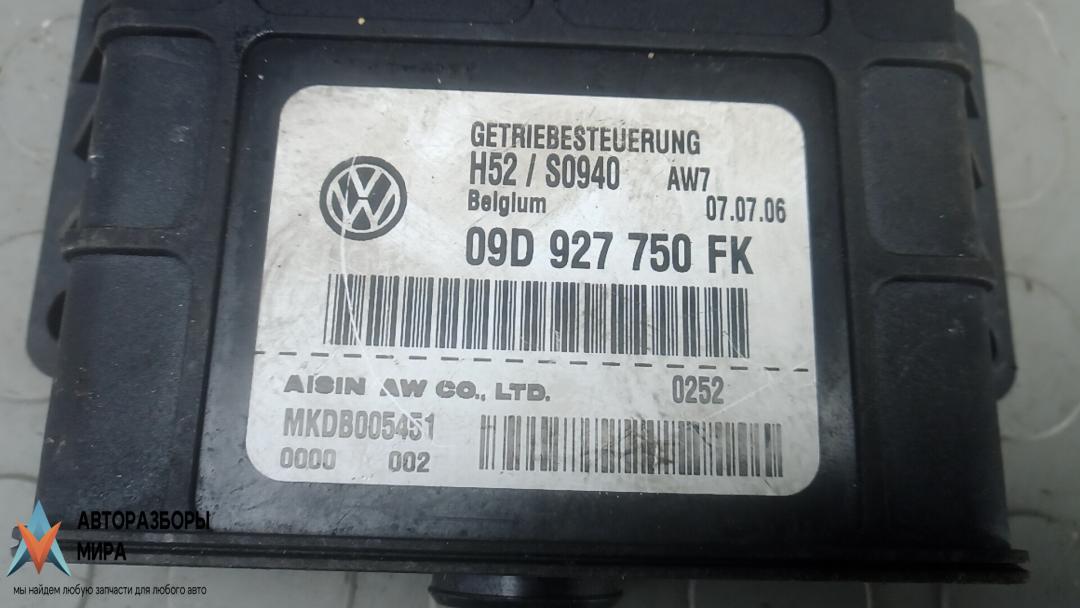 GETRIEBESTEUERUNG
H52 / S0940 AW7
Belgium 07.07.06
09D 927 750 FK
AISIN AW CO., LTD. 0252
MKDB005451
0000 002
АВТОРАЗБОРЫ
МИРА
мы найдем любую запчасти для любого авто